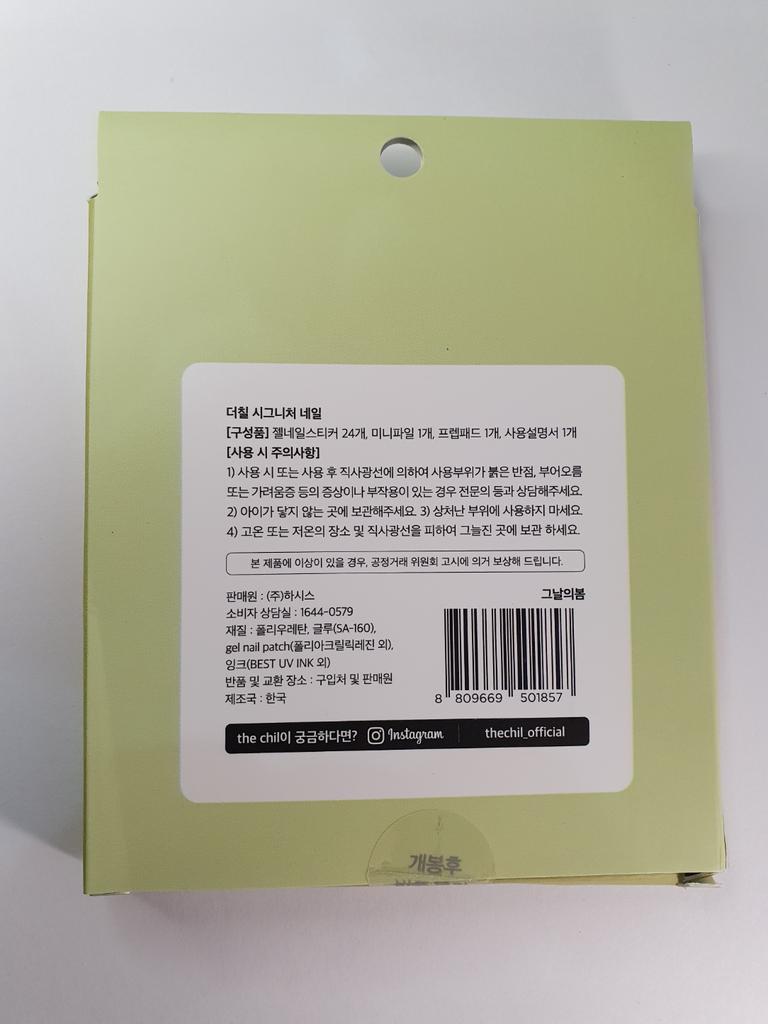 더칠 시그니처 네일
[구성품] 젤네일스티커 24개, 미니파일 1개, 프렙패드 1개, 사용설명서 1개
[사용 시 주의사항]
1) 사용 시 또는 사용 후 직사광선에 의하여 사용부위가 붉은 반점, 부어오름
또는 가려움증 등의 증상이나 부작용이 있는 경우 전문의 등과 상담해주세요.
2) 아이가 닿지 않는 곳에 보관해주세요. 3) 상처난 부위에 사용하지 마세요.
4) 고온 또는 저온의 장소 및 직사광선을 피하여 그늘진 곳에 보관 하세요.
본 제품에 이상이 있을 경우, 공정거래 위원회 고시에 의거 보상해 드립니다.
판매원 : (주)하시스
소비자 상담실 : 1644-0579
재질 : 폴리우레탄, 글루(SA-160),
gel nail patch(폴리아크릴릭레진 외),
잉크(BEST UV INK 외)
반품 및 교환 장소 : 구입처 및 판매원
제조국 : 한국
그날의봄
8 809669 501857
the chil이 궁금하다면? Instagram thechil_official
개봉후